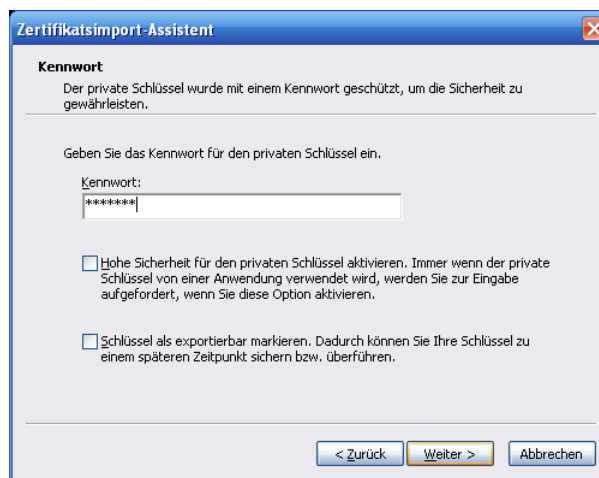 Zertifikatsimport-Assistent
Kennwort
Der private Schlüssel wurde mit einem Kennwort geschützt, um die Sicherheit zu
gewährleisten.
Geben Sie das Kennwort für den privaten Schlüssel ein.
Kennwort:
*******
Hohe Sicherheit für den privaten Schlüssel aktivieren. Immer wenn der private
Schlüssel von einer Anwendung verwendet wird, werden Sie zur Eingabe
aufgefordert, wenn Sie diese Option aktivieren.
Schlüssel als exportierbar markieren. Dadurch können Sie Ihre Schlüssel zu
einem späteren Zeitpunkt sichern bzw. überführen.
< Zurück Weiter > Abbrechen